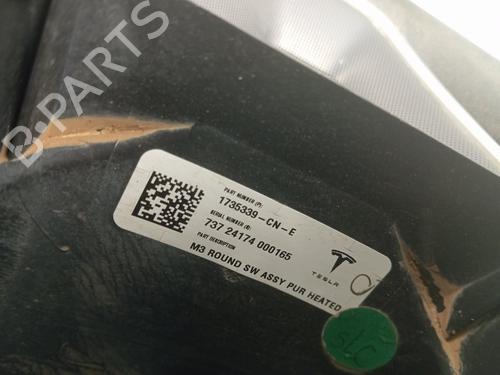 B-PARTS
PART NUMBER (P):
1735339-CN-E
SERIAL NUMBER (S):
737 24174 000165
PART DESCRIPTION
M3 ROUND SW ASSY PUR HEATED
TESLA